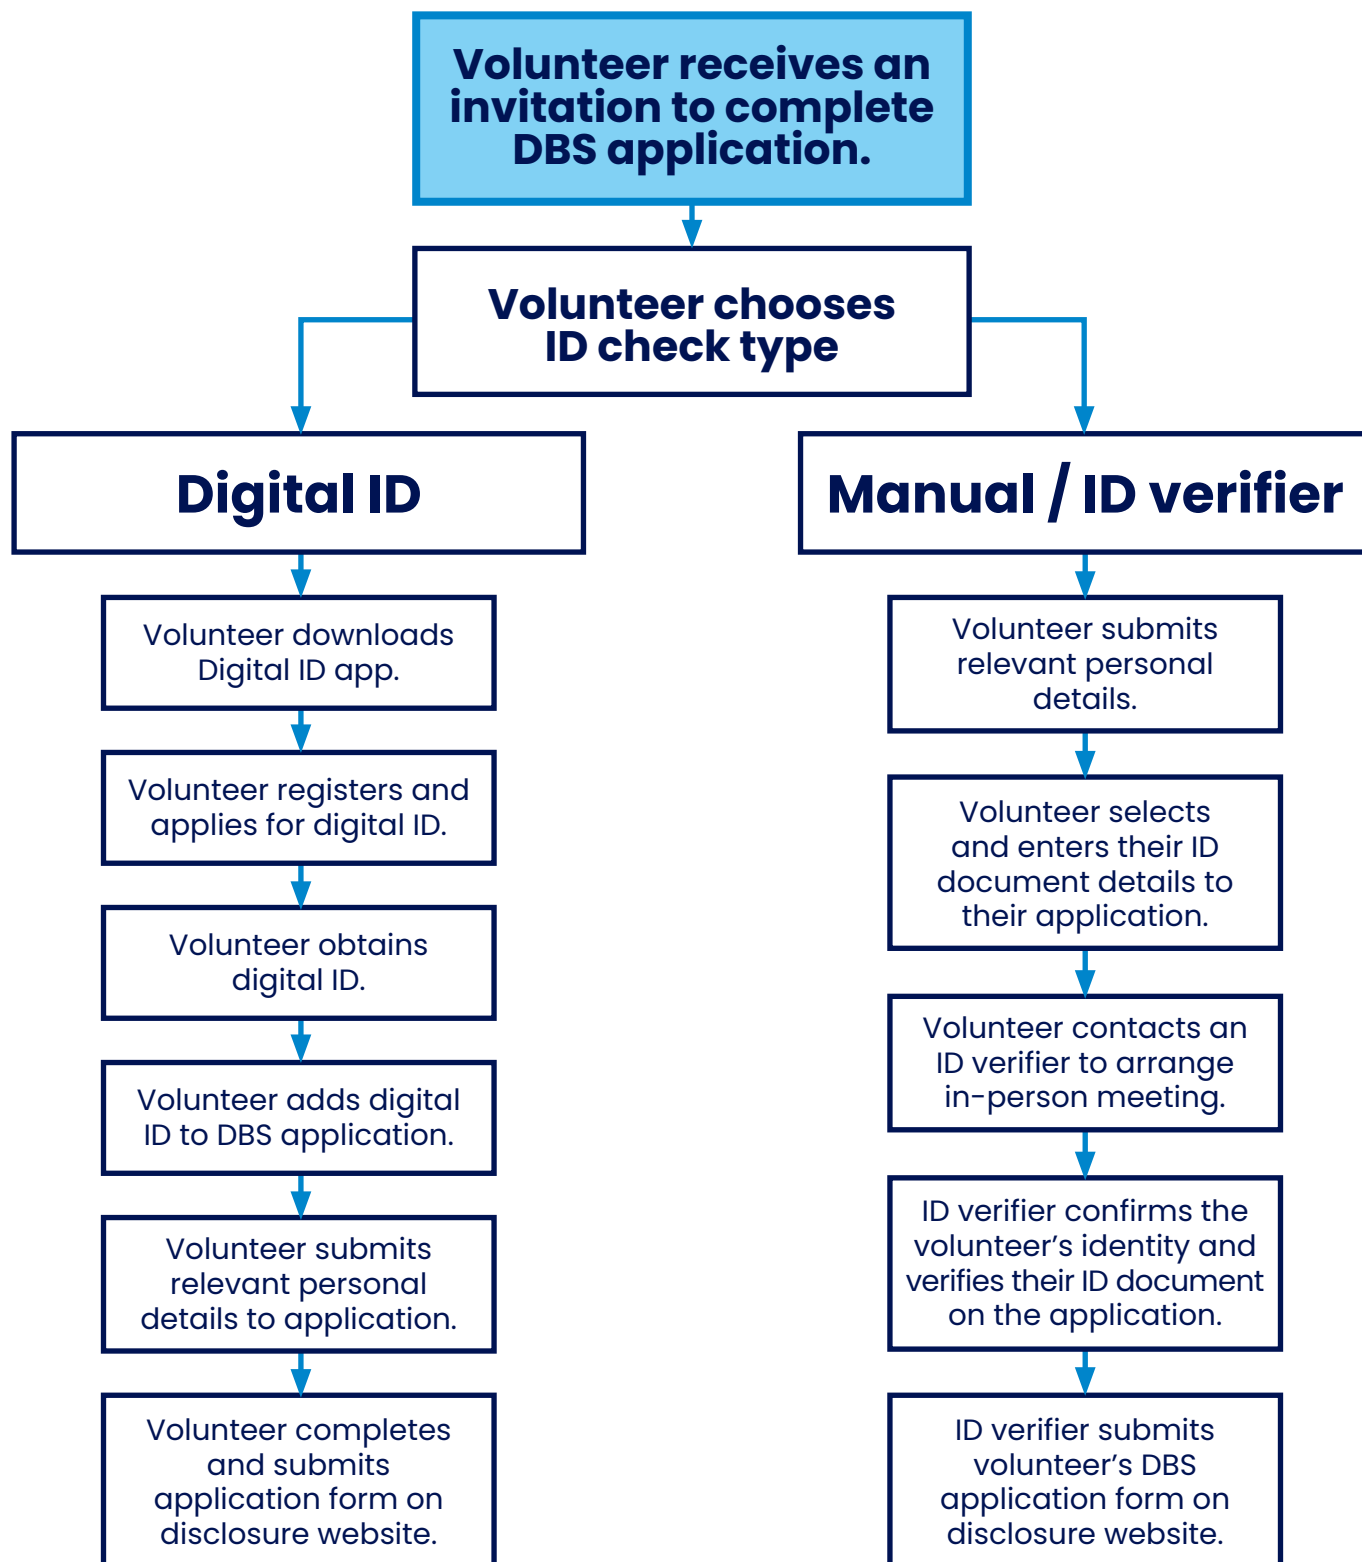 Volunteer receives an
invitation to complete
DBS application.
Volunteer chooses
ID check type
Digital ID
Volunteer downloads
Digital ID app.
Volunteer registers and
applies for digital ID.
Volunteer obtains
digital ID.
Volunteer adds digital
ID to DBS application.
Volunteer submits
relevant personal
details to application.
Volunteer completes
and submits
application form on
disclosure website.
Manual / ID verifier
Volunteer submits
relevant personal
details.
Volunteer selects
and enters their ID
document details to
their application.
Volunteer contacts an
ID verifier to arrange
in-person meeting.
ID verifier confirms the
volunteer’s identity and
verifies their ID document
on the application.
ID verifier submits
volunteer’s DBS
application form on
disclosure website.